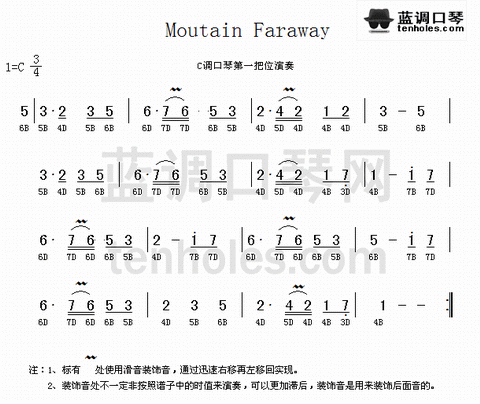 Moutain Faraway
蓝调口琴
tenholes.com
1=C 3/4
C调口琴第一把位演奏
5 | 3· 2 3 5 | 6· 7 6 5 3 | 2· 4 2 1 2 | 3 – 5
6B 5B 4D 5B 6B 6D 7D 6D 6B 5B 4D 5D 4D 4B 4D 5B 6B
3· 2 3 5 | 6· 7 6 5 3 | 2· 4 2 1 7 | 1 – i 7
5B 4D 5B 6B 6D 7D 6D 6B 5B 4D 5D 4D 4B 3D 4B 7B 7D
蓝调口琴网
6· 7 6 5 3 | 2 – i 7 | 6· 7 6 5 3 | 5 – i 7
6D 7D 6D 6B 5B 4D 7B 7D 6D 7D 6D 6B 5B 6B 7B 7D
tenholes.com
6· 7 6 5 3 | 2 3 5 | 2· 4 2 1 7 | 1 – – :||
6D 7D 6D 6B 5B 4D 5B 6B 4D 5D 4D 4B 3D 4B
注：1、标有 处使用滑音装饰音，通过迅速右移再左移回实现。
2、装饰音处不一定非按照谱子中的时值来演奏，可以更加滞后，装饰音是用来装饰后面音的。